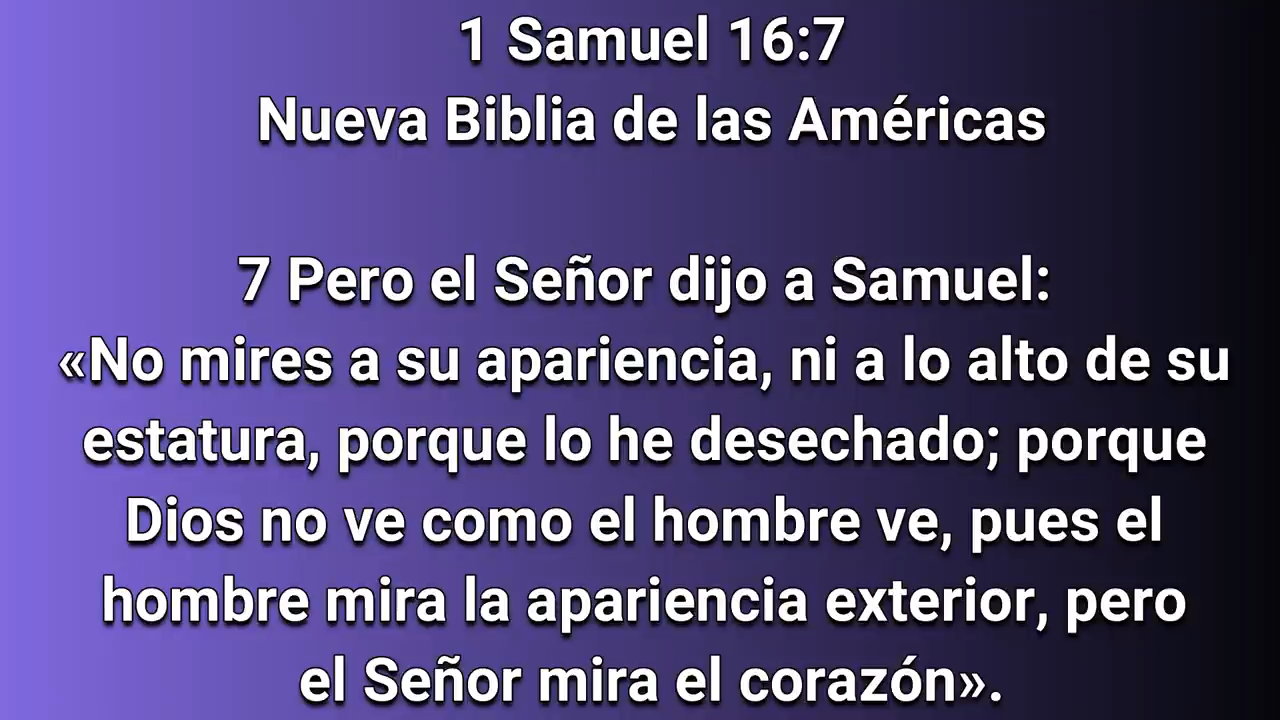 1 Samuel 16:7
Nueva Biblia de las Américas
7 Pero el Señor dijo a Samuel:
«No mires a su apariencia, ni a lo alto de su
estatura, porque lo he desechado; porque
Dios no ve como el hombre ve, pues el
hombre mira la apariencia exterior, pero
el Señor mira el corazón».